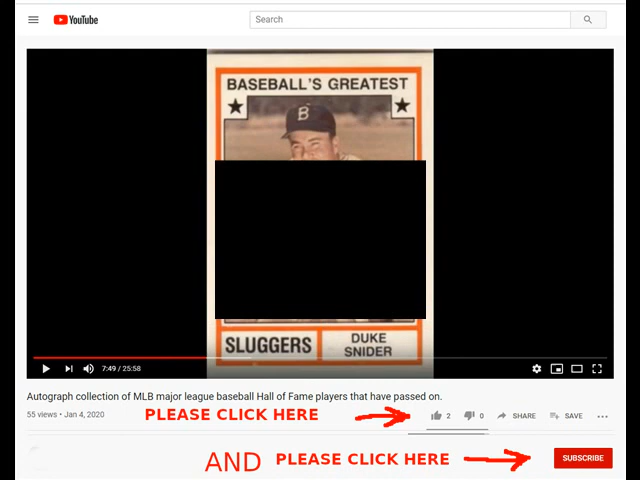 YouTube
Search
BASEBALL'S GREATEST
B
SLUGGERS
DUKE
SNIDER
7:49 / 25:58
Autograph collection of MLB major league baseball Hall of Fame players that have passed on.
55 views • Jan 4, 2020
PLEASE CLICK HERE
2
0
SHARE
SAVE
AND PLEASE CLICK HERE
SUBSCRIBE